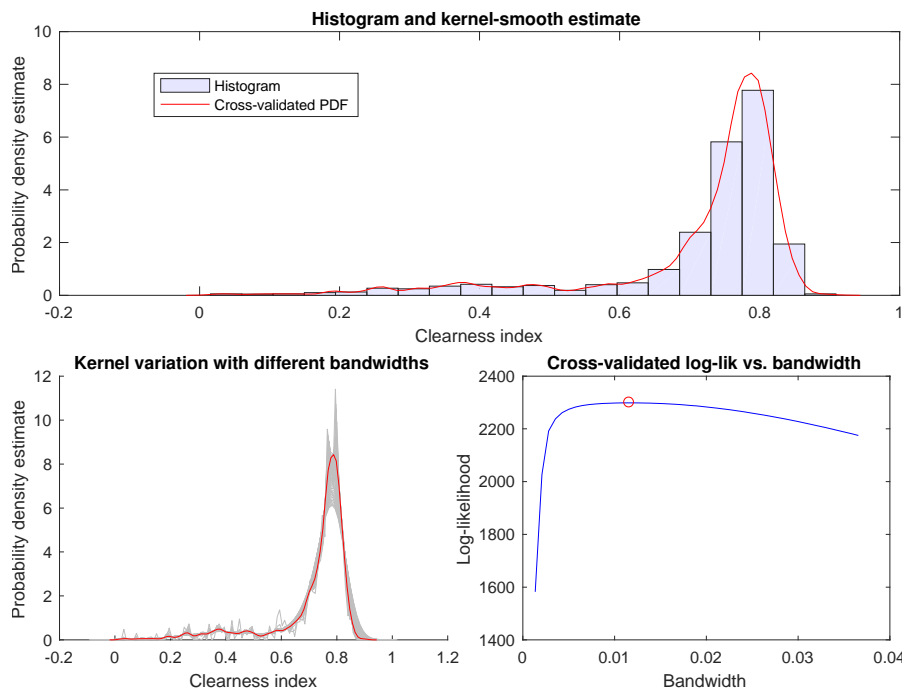 Histogram and kernel-smooth estimate
10
8
6
4
2
0
Probability density estimate
Histogram
Cross-validated PDF
-0.2 0 0.2 0.4 0.6 0.8 1
Clearness index
Kernel variation with different bandwidths
12
10
8
6
4
2
0
Probability density estimate
-0.2 0 0.2 0.4 0.6 0.8 1 1.2
Clearness index
Cross-validated log-lik vs. bandwidth
2400
2200
2000
1800
1600
1400
Log-likelihood
0 0.01 0.02 0.03 0.04
Bandwidth